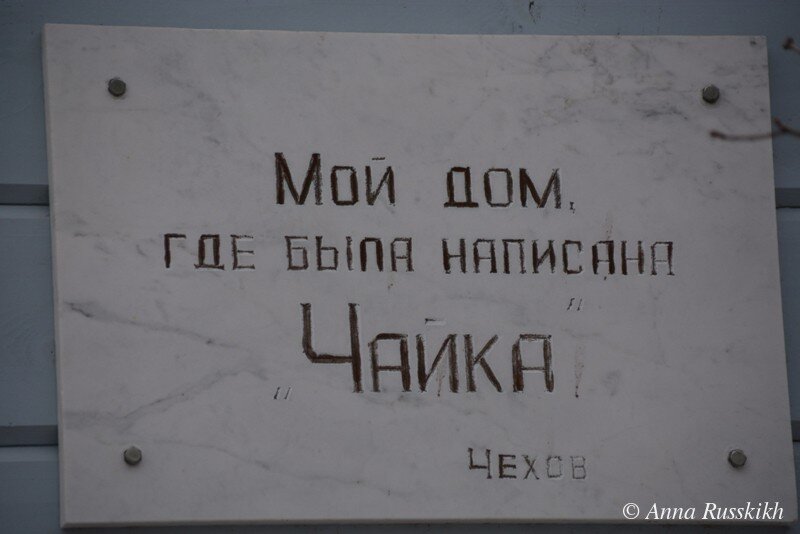 Мой дом,
где была написана
„Чайка"
Чехов
© Anna Russkikh